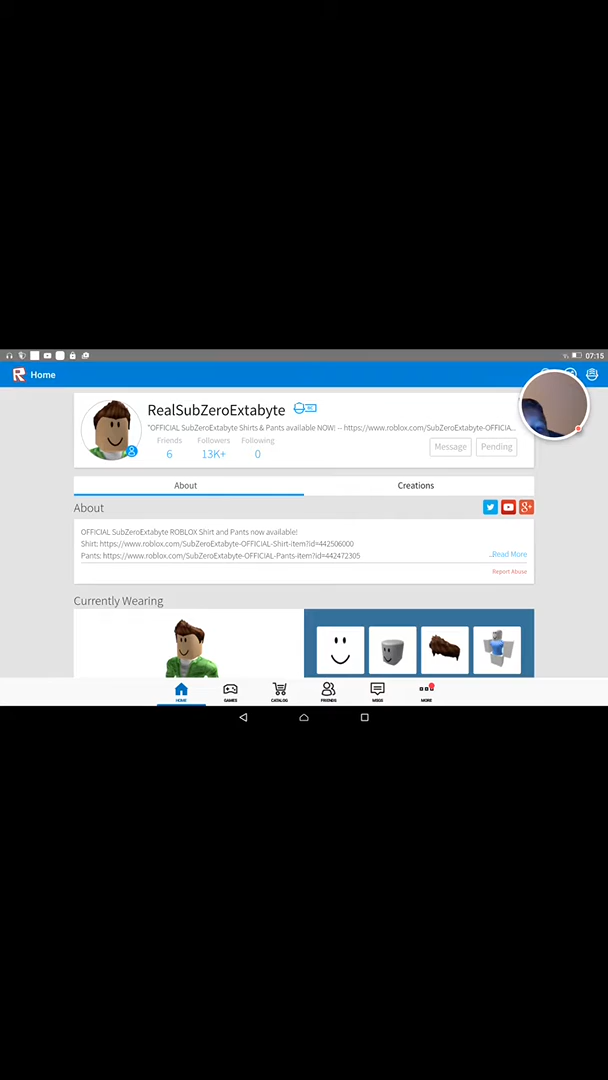 07:15
Home
RealSubZeroExtabyte
"OFFICIAL SubZeroExtabyte Shirts & Pants available NOW! -- https://www.roblox.com/SubZeroExtabyte-OFFICIA...
Friends Followers Following
6 13K+ 0
Message Pending
About Creations
About
OFFICIAL SubZeroExtabyte ROBLOX Shirt and Pants now available!
Shirt: https://www.roblox.com/SubZeroExtabyte-OFFICIAL-Shirt-item?id=442506000
Pants: https://www.roblox.com/SubZeroExtabyte-OFFICIAL-Pants-item?id=442472305
...Read More
Report Abuse
Currently Wearing
HOME GAMES CATALOG FRIENDS MSGS MORE